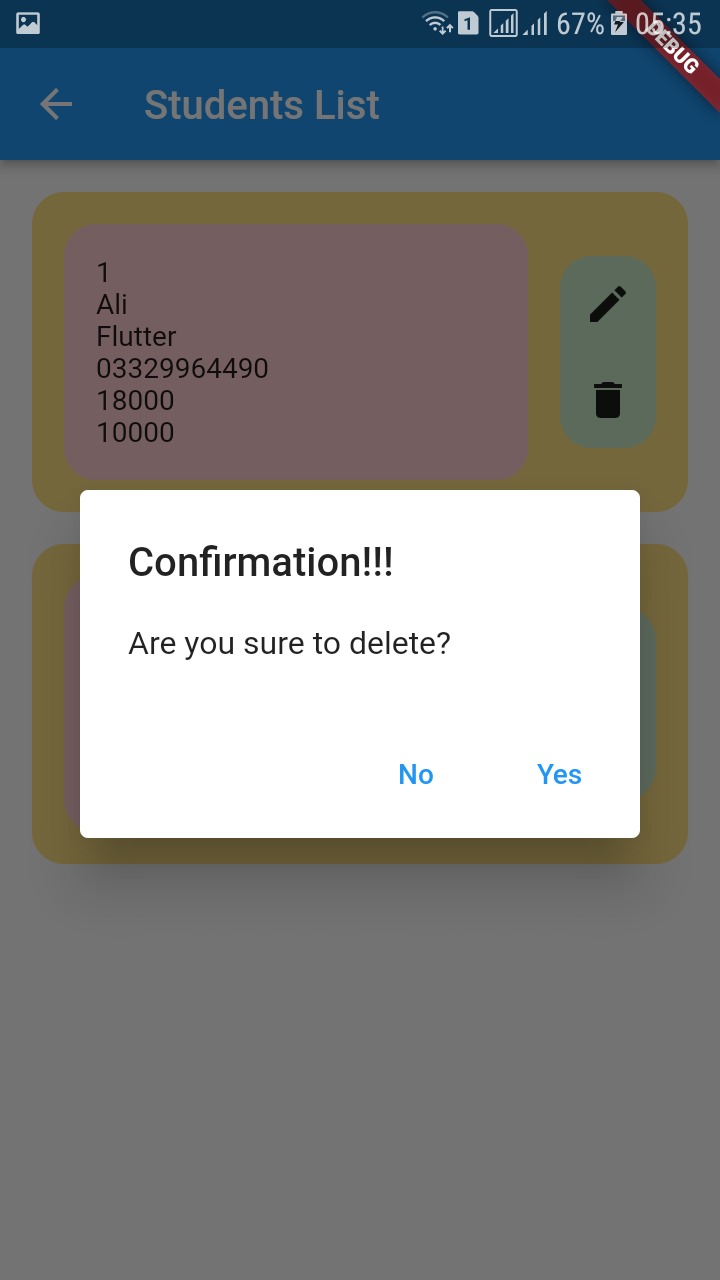 1 67% 05:35
DEBUG
Students List
1
Ali
Flutter
03329964490
18000
10000
Confirmation!!!
Are you sure to delete?
No Yes